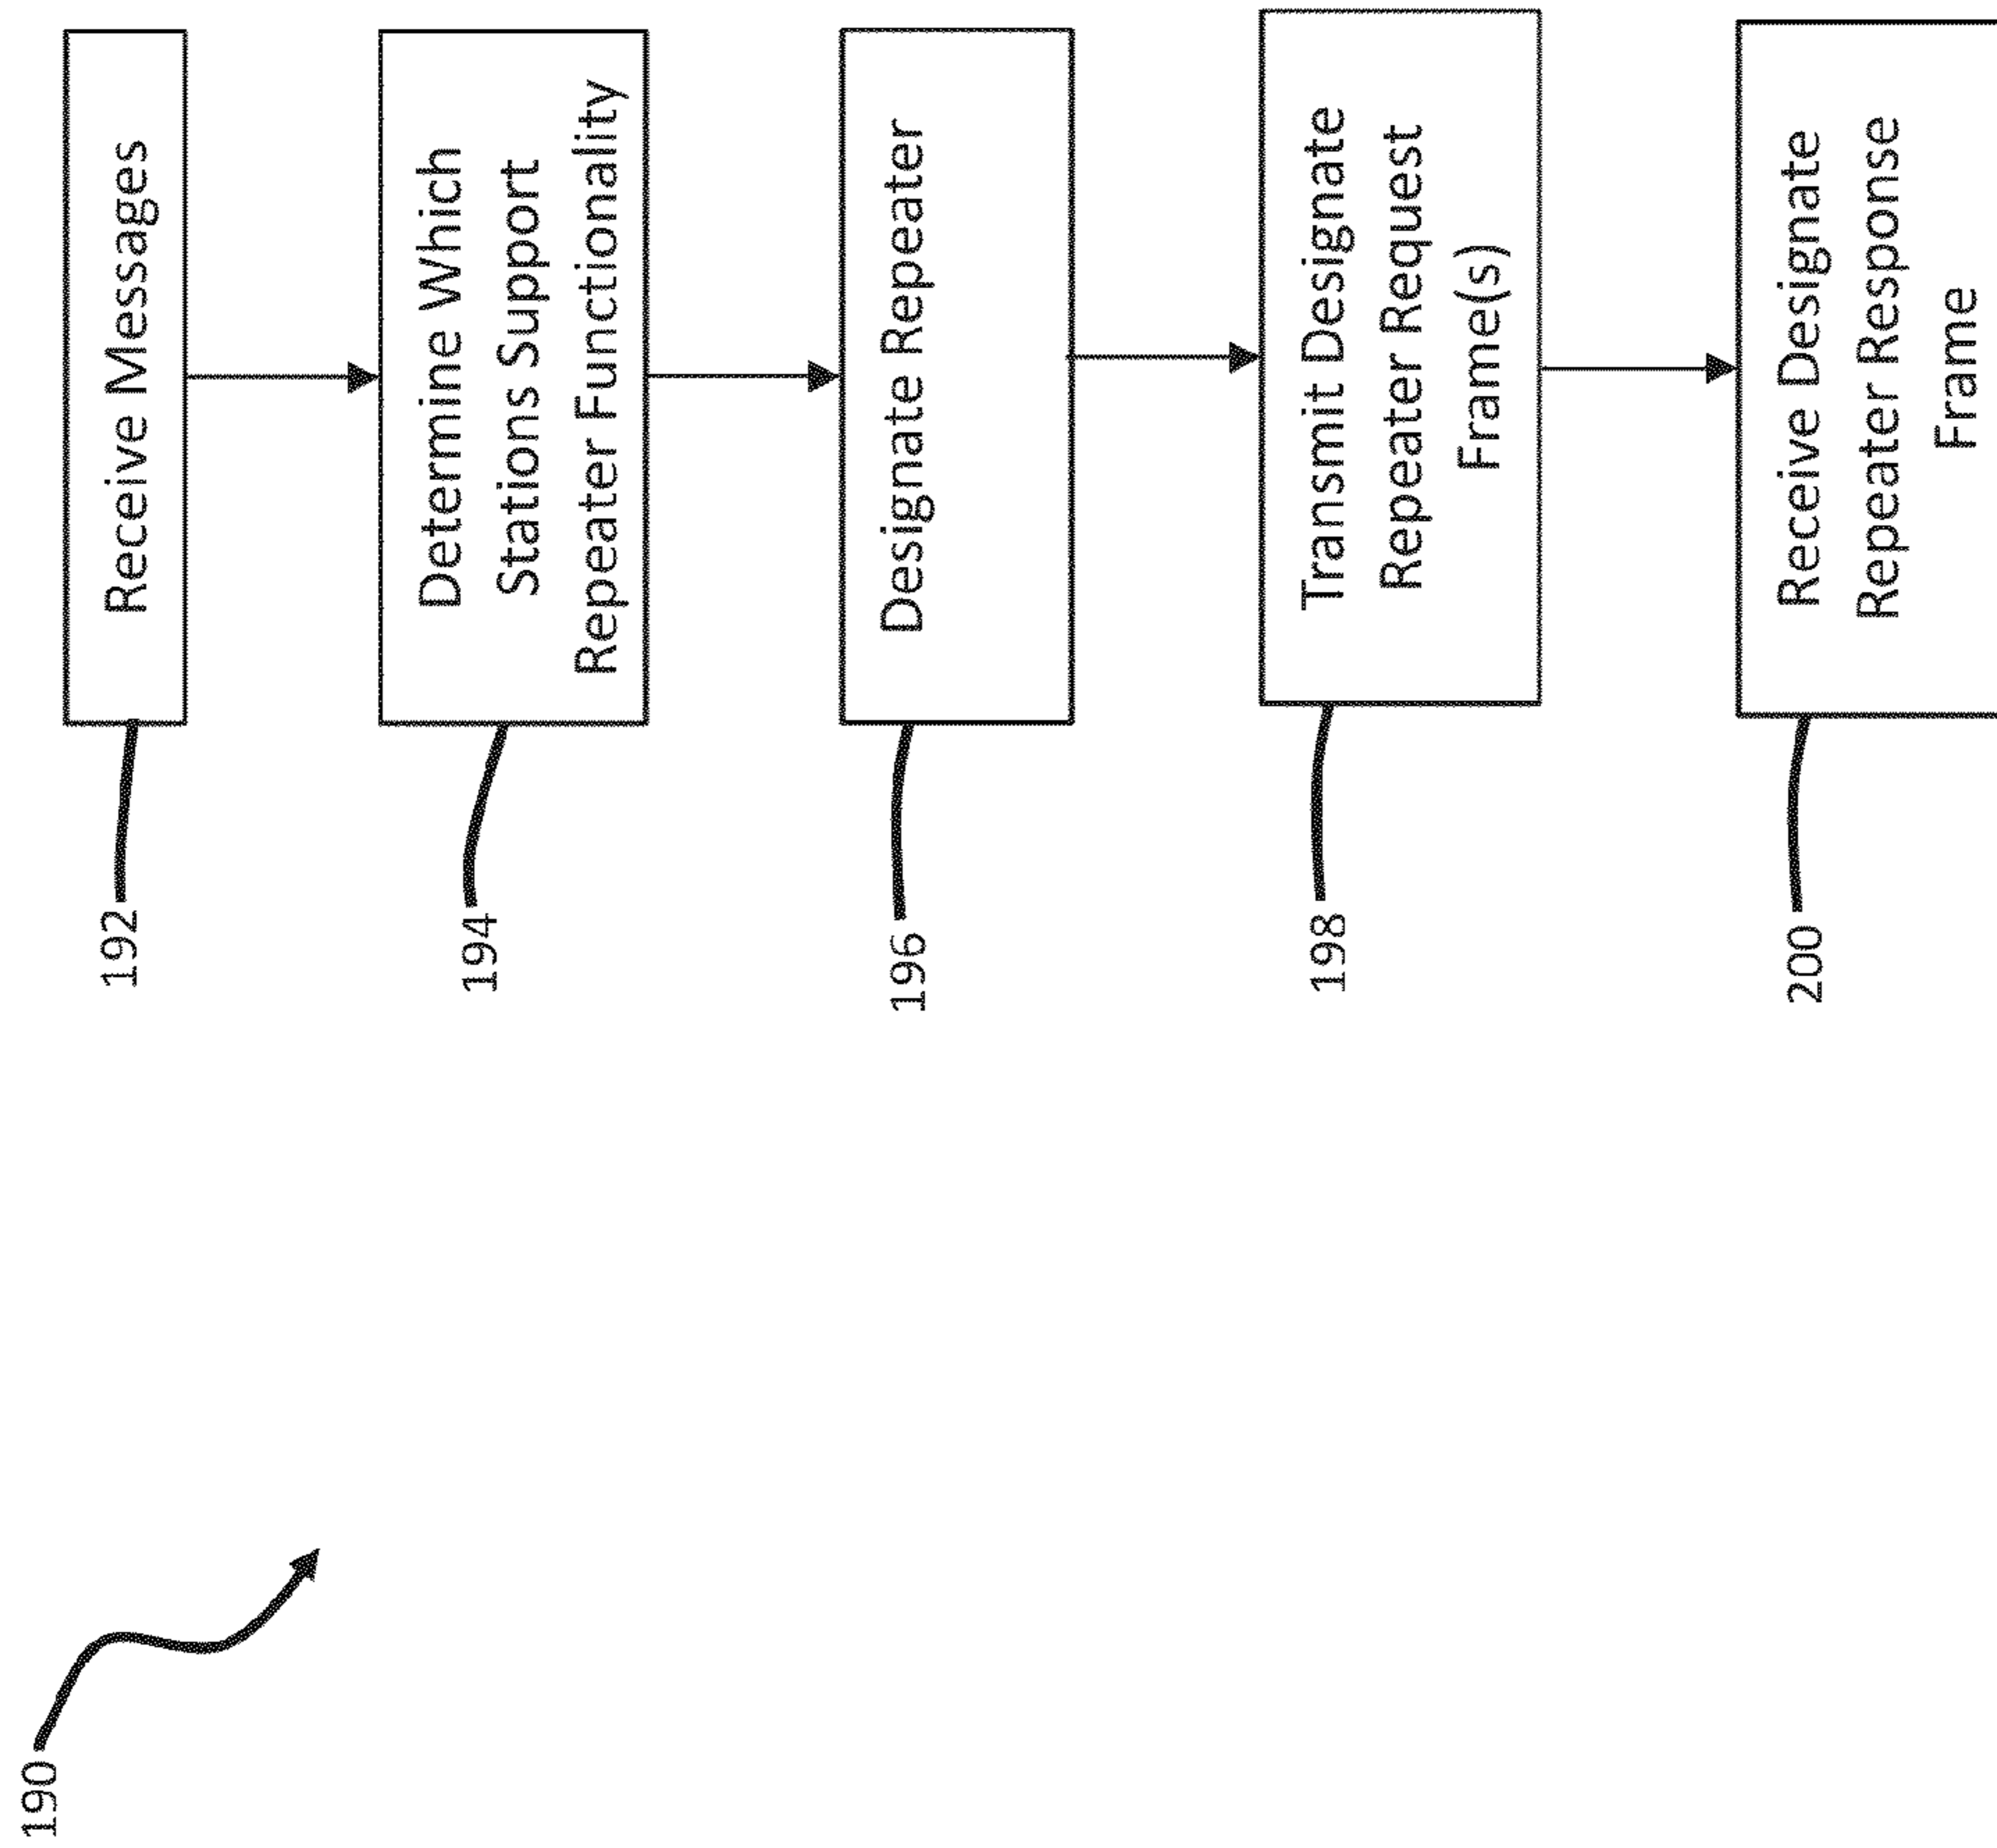 190
192
Receive Messages
194
Determine Which
Stations Support
Repeater Functionality
196
Designate Repeater
198
Transmit Designate
Repeater Request
Frame(s)
200
Receive Designate
Repeater Response
Frame